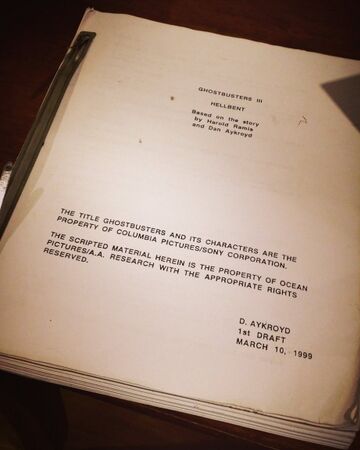 GHOSTBUSTERS III
HELLBENT
Based on the story
by Harold Ramis
and Dan Aykroyd
THE TITLE GHOSTBUSTERS AND ITS CHARACTERS ARE THE
PROPERTY OF COLUMBIA PICTURES/SONY CORPORATION.
THE SCRIPTED MATERIAL HEREIN IS THE PROPERTY OF OCEAN
PICTURES/A.A. RESEARCH WITH THE APPROPRIATE RIGHTS
RESERVED.
D. AYKROYD
1st DRAFT
MARCH 10, 1999